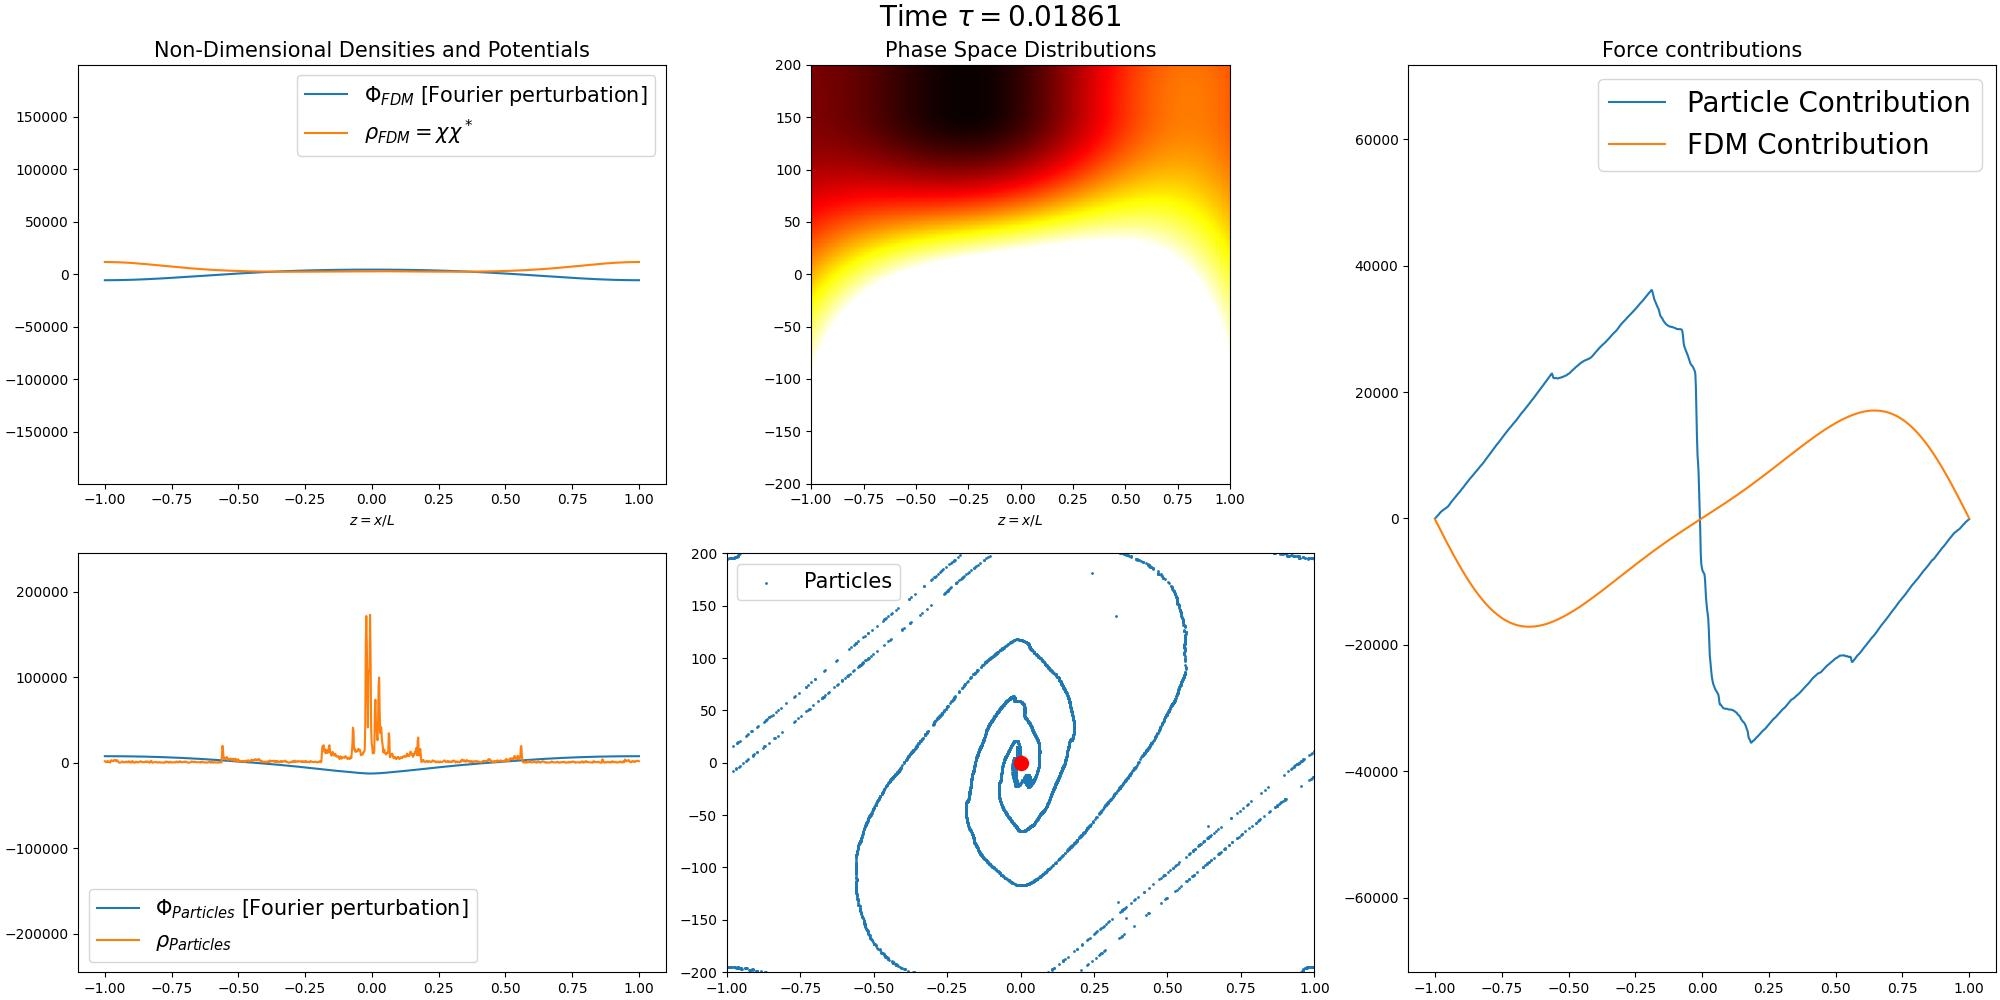 Time τ = 0.01861
Non-Dimensional Densities and Potentials
Φ_FDM [Fourier perturbation]
ρ_FDM = χχ*
150000
100000
50000
0
−50000
−100000
−150000
−1.00 −0.75 −0.50 −0.25 0.00 0.25 0.50 0.75 1.00
z = x/L
Phase Space Distributions
200
150
100
50
0
−50
−100
−150
−200
−1.00 −0.75 −0.50 −0.25 0.00 0.25 0.50 0.75 1.00
z = x/L
Force contributions
Particle Contribution
FDM Contribution
60000
40000
20000
0
−20000
−40000
−60000
−1.00 −0.75 −0.50 −0.25 0.00 0.25 0.50 0.75 1.00
200000
100000
0
−100000
−200000
Φ_Particles [Fourier perturbation]
ρ_Particles
−1.00 −0.75 −0.50 −0.25 0.00 0.25 0.50 0.75 1.00
Particles
200
150
100
50
0
−50
−100
−150
−200
−1.00 −0.75 −0.50 −0.25 0.00 0.25 0.50 0.75 1.00